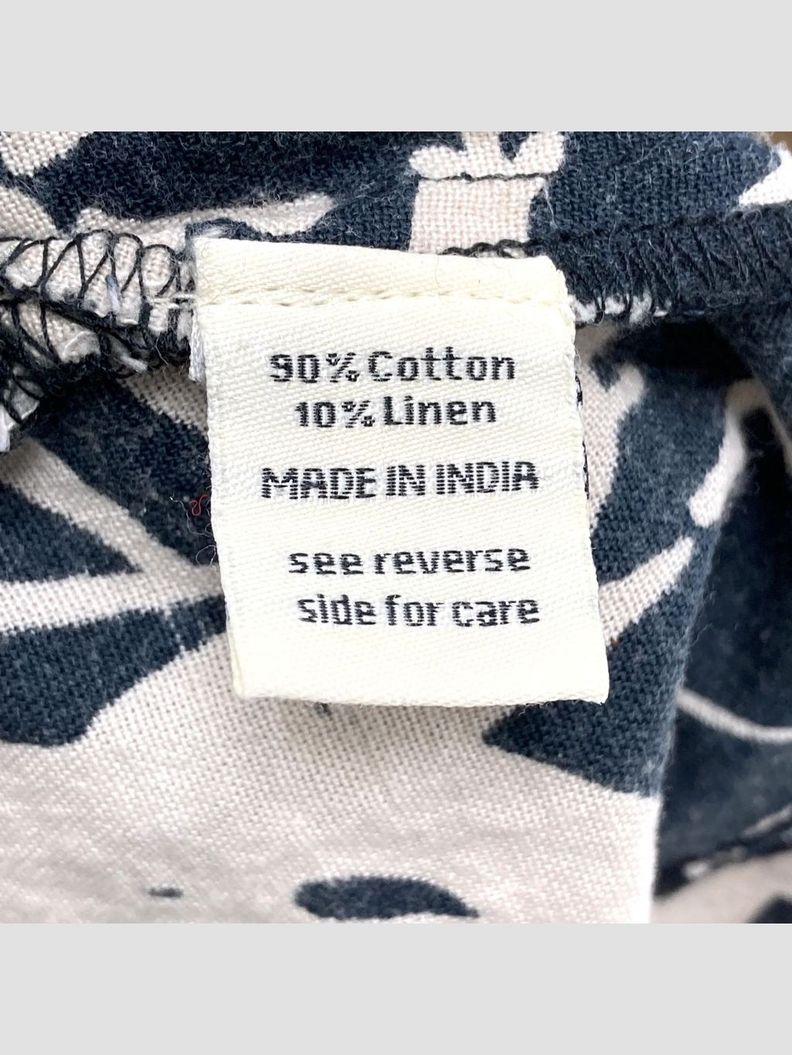 90% Cotton
10% Linen
MADE IN INDIA
see reverse
side for care